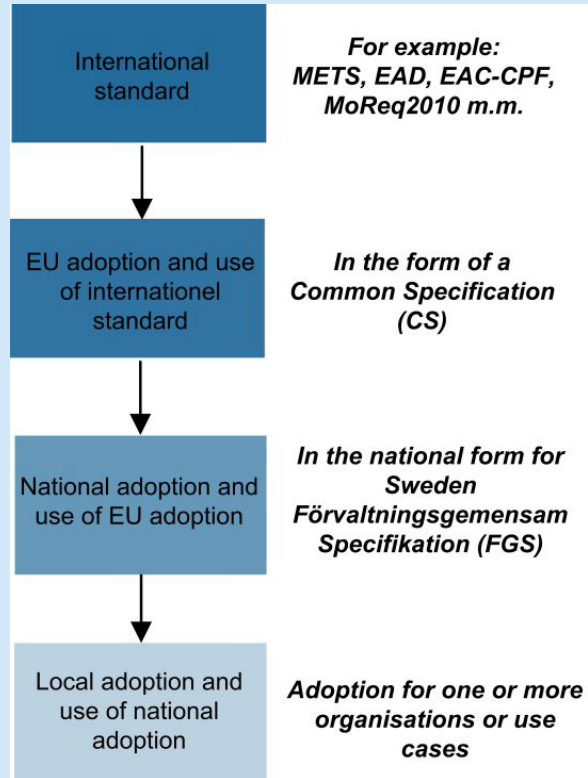 International
standard
For example:
METS, EAD, EAC-CPF,
MoReq2010 m.m.
EU adoption and use
of internationel
standard
In the form of a
Common Specification
(CS)
National adoption and
use of EU adoption
In the national form for
Sweden
Förvaltningsgemensam
Specifikation (FGS)
Local adoption and
use of national
adoption
Adoption for one or more
organisations or use
cases